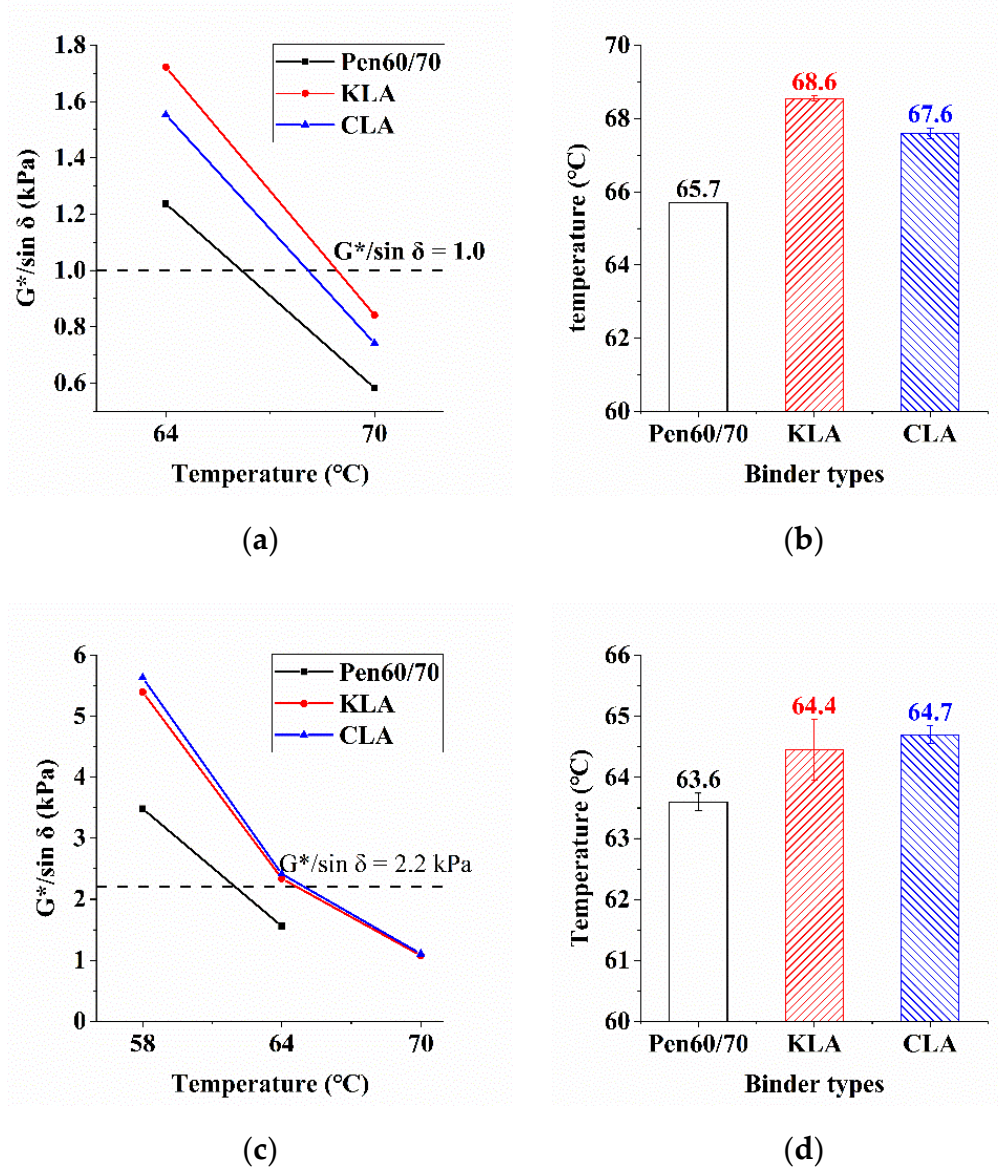 1.8
1.6
1.4
1.2
1.0
0.8
0.6
G*/sin δ (kPa)
Pen60/70
KLA
CLA
G*/sin δ = 1.0
64 70
Temperature (°C)
(a)
70
68
66
64
62
60
temperature (°C)
65.7
68.6
67.6
Pen60/70 KLA CLA
Binder types
(b)
6
5
4
3
2
1
0
G*/sin δ (kPa)
Pen60/70
KLA
CLA
G*/sin δ = 2.2 kPa
58 64 70
Temperature (°C)
(c)
66
65
64
63
62
61
60
Temperature (°C)
63.6
64.4
64.7
Pen60/70 KLA CLA
Binder types
(d)